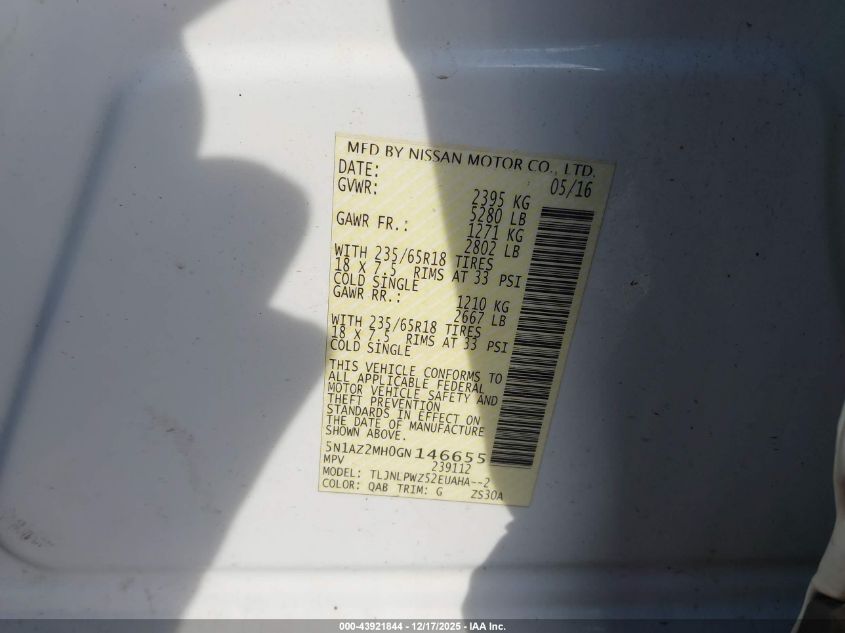 MFD BY NISSAN MOTOR CO., LTD.
DATE: 05/16
GVWR: 2395 KG
5280 LB
GAWR FR.: 1271 KG
2802 LB
WITH 235/65R18 TIRES
18 X 7.5 RIMS AT 33 PSI
COLD SINGLE
GAWR RR.: 1210 KG
2667 LB
WITH 235/65R18 TIRES
18 X 7.5 RIMS AT 33 PSI
COLD SINGLE
THIS VEHICLE CONFORMS TO
ALL APPLICABLE FEDERAL
MOTOR VEHICLE SAFETY AND
THEFT PREVENTION
STANDARDS IN EFFECT ON
THE DATE OF MANUFACTURE
SHOWN ABOVE.
5N1AZ2MH0GN146655
MPV 239112
MODEL: TLJNLPWZ52EUAHA--2
COLOR: QAB TRIM: G ZS30A
000-43921844 - 12/17/2025 - IAA Inc.